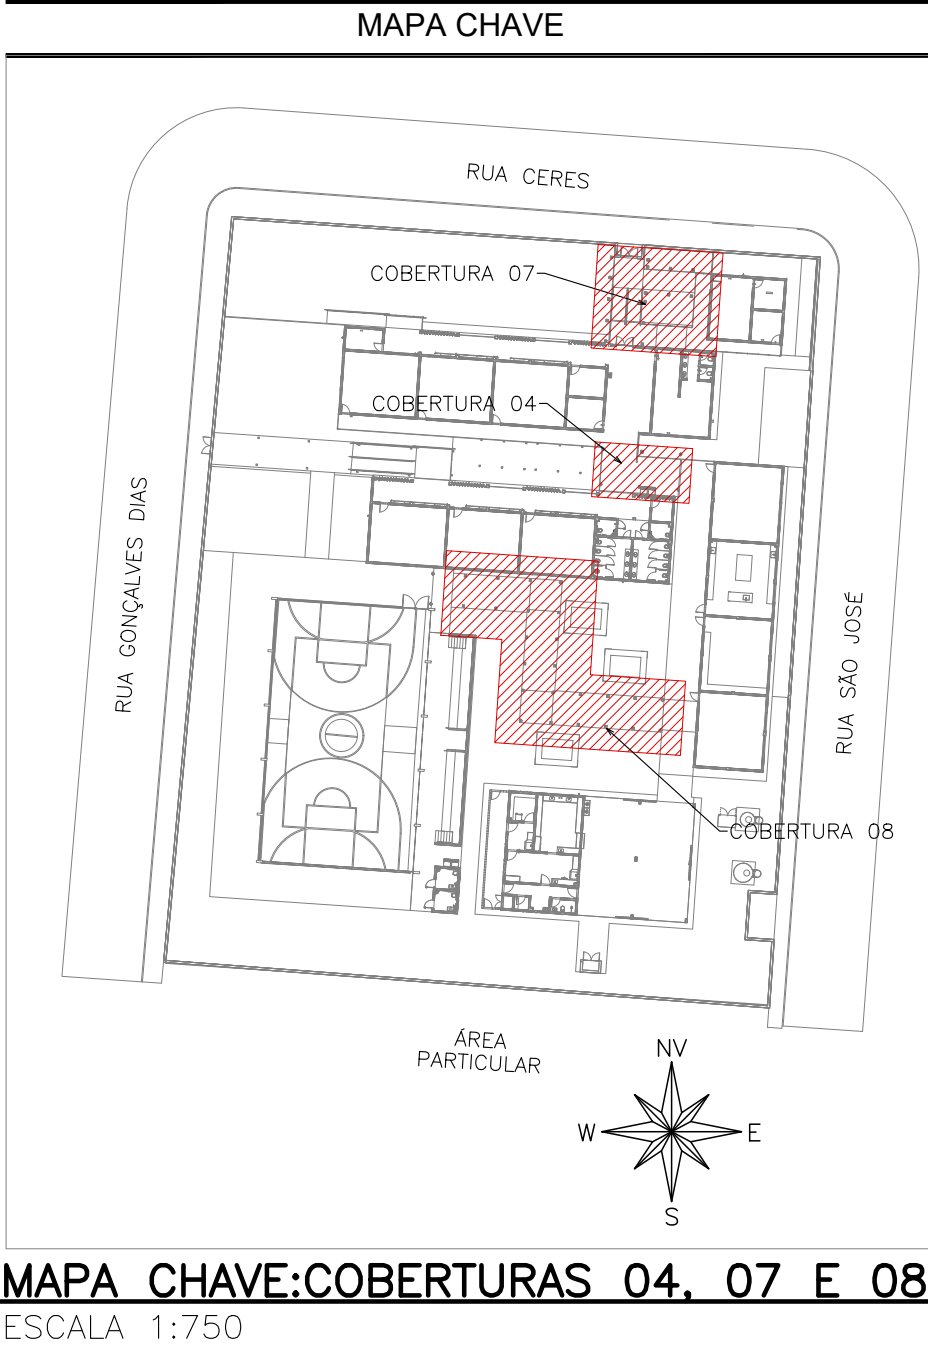 MAPA CHAVE
RUA CERES
COBERTURA 07
COBERTURA 04
RUA GONÇALVES DIAS
RUA SÃO JOSÉ
COBERTURA 08
ÁREA
PARTICULAR
NV
W
E
S
MAPA CHAVE:COBERTURAS 04, 07 E 08
ESCALA 1:750